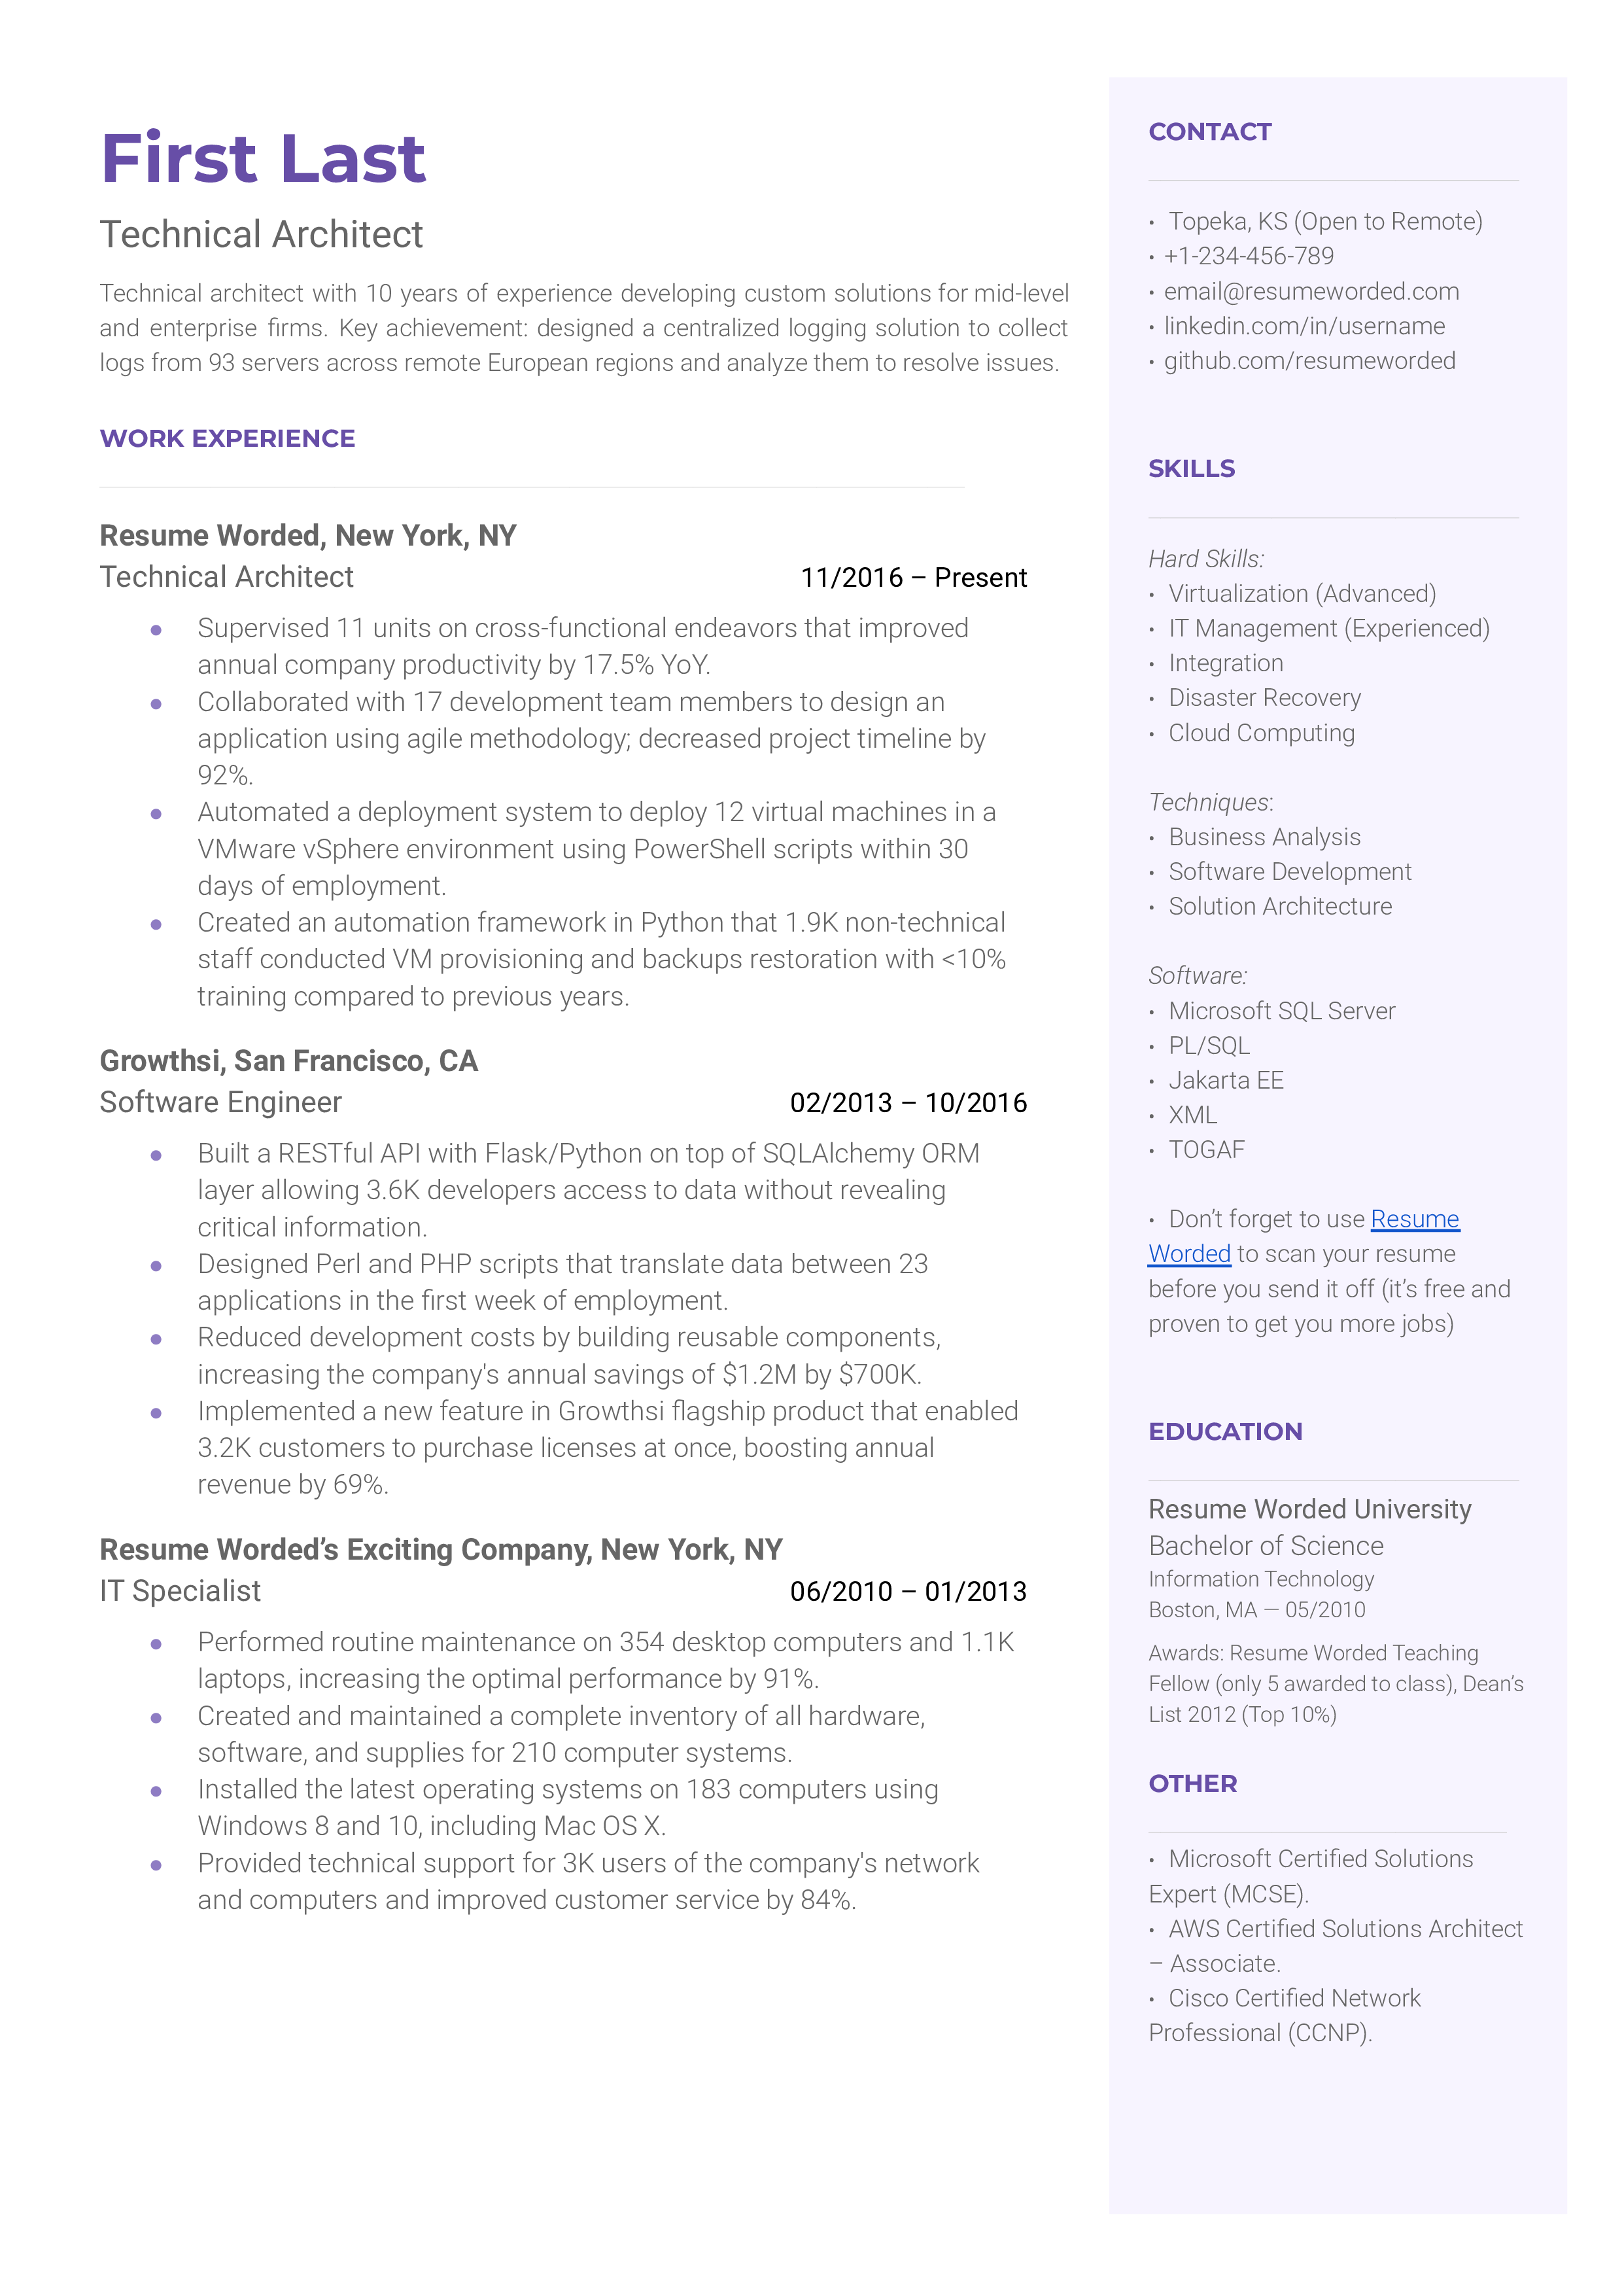 First Last
Technical Architect
Technical architect with 10 years of experience developing custom solutions for mid-level
and enterprise firms. Key achievement: designed a centralized logging solution to collect
logs from 93 servers across remote European regions and analyze them to resolve issues.
WORK EXPERIENCE
Resume Worded, New York, NY
Technical Architect 11/2016 – Present
● Supervised 11 units on cross-functional endeavors that improved
annual company productivity by 17.5% YoY.
● Collaborated with 17 development team members to design an
application using agile methodology; decreased project timeline by
92%.
● Automated a deployment system to deploy 12 virtual machines in a
VMware vSphere environment using PowerShell scripts within 30
days of employment.
● Created an automation framework in Python that 1.9K non-technical
staff conducted VM provisioning and backups restoration with <10%
training compared to previous years.
Growthsi, San Francisco, CA
Software Engineer 02/2013 – 10/2016
● Built a RESTful API with Flask/Python on top of SQLAlchemy ORM
layer allowing 3.6K developers access to data without revealing
critical information.
● Designed Perl and PHP scripts that translate data between 23
applications in the first week of employment.
● Reduced development costs by building reusable components,
increasing the company's annual savings of $1.2M by $700K.
● Implemented a new feature in Growthsi flagship product that enabled
3.2K customers to purchase licenses at once, boosting annual
revenue by 69%.
Resume Worded’s Exciting Company, New York, NY
IT Specialist 06/2010 – 01/2013
● Performed routine maintenance on 354 desktop computers and 1.1K
laptops, increasing the optimal performance by 91%.
● Created and maintained a complete inventory of all hardware,
software, and supplies for 210 computer systems.
● Installed the latest operating systems on 183 computers using
Windows 8 and 10, including Mac OS X.
● Provided technical support for 3K users of the company's network
and computers and improved customer service by 84%.
CONTACT
• Topeka, KS (Open to Remote)
• +1-234-456-789
• email@resumeworded.com
• linkedin.com/in/username
• github.com/resumeworded
SKILLS
Hard Skills:
• Virtualization (Advanced)
• IT Management (Experienced)
• Integration
• Disaster Recovery
• Cloud Computing
Techniques:
• Business Analysis
• Software Development
• Solution Architecture
Software:
• Microsoft SQL Server
• PL/SQL
• Jakarta EE
• XML
• TOGAF
• Don’t forget to use Resume
Worded to scan your resume
before you send it off (it’s free and
proven to get you more jobs)
EDUCATION
Resume Worded University
Bachelor of Science
Information Technology
Boston, MA — 05/2010
Awards: Resume Worded Teaching
Fellow (only 5 awarded to class), Dean’s
List 2012 (Top 10%)
OTHER
• Microsoft Certified Solutions
Expert (MCSE).
• AWS Certified Solutions Architect
– Associate.
• Cisco Certified Network
Professional (CCNP).